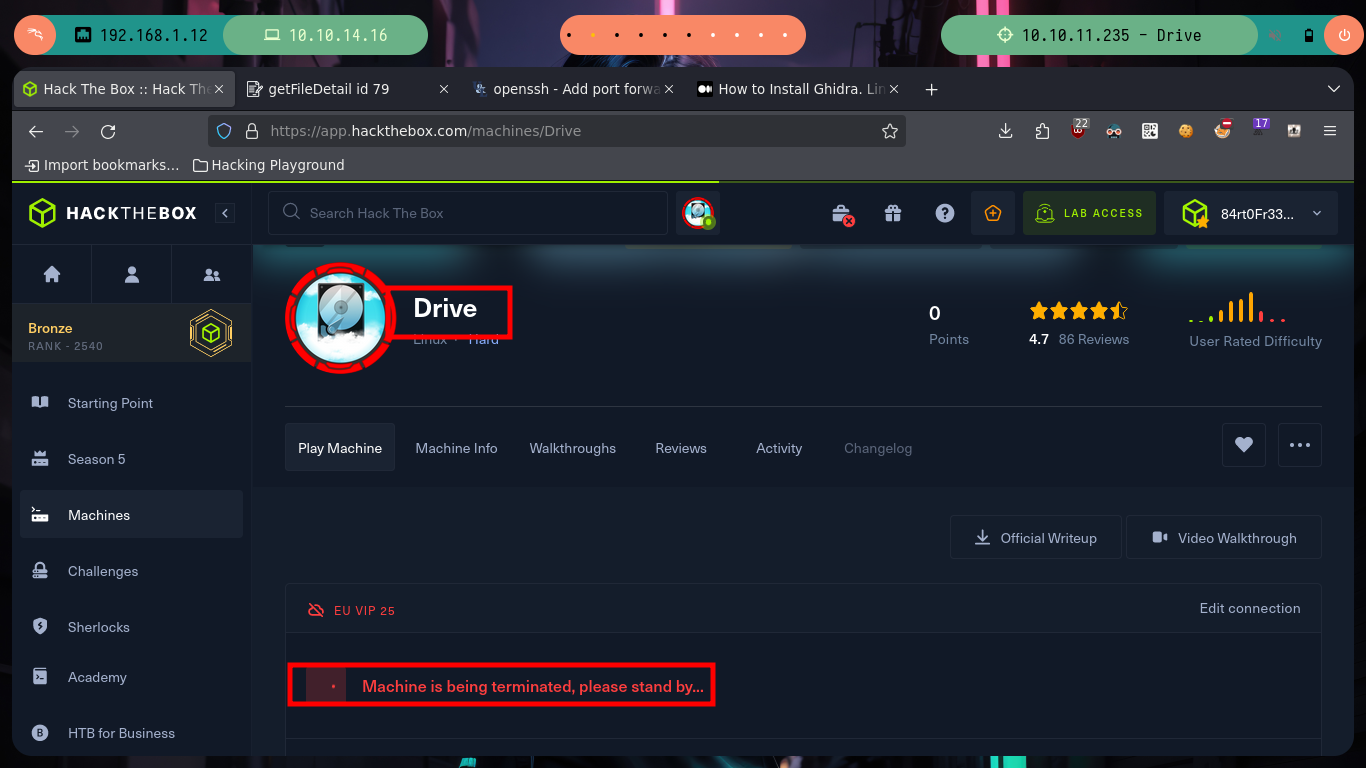 192.168.1.12
10.10.14.16
10.10.11.235 - Drive
Hack The Box :: Hack The
getFileDetail id 79
openssh - Add port forwa
How to Install Ghidra. Lin
https://app.hackthebox.com/machines/Drive
22
17
Import bookmarks...
Hacking Playground
HACKTHEBOX
Search Hack The Box
LAB ACCESS
84rt0Fr33...
Bronze
RANK - 2540
Starting Point
Season 5
Machines
Challenges
Sherlocks
Academy
HTB for Business
Drive
Linux · Hard
0
Points
4.7 86 Reviews
User Rated Difficulty
Play Machine
Machine Info
Walkthroughs
Reviews
Activity
Changelog
Official Writeup
Video Walkthrough
EU VIP 25
Edit connection
Machine is being terminated, please stand by...